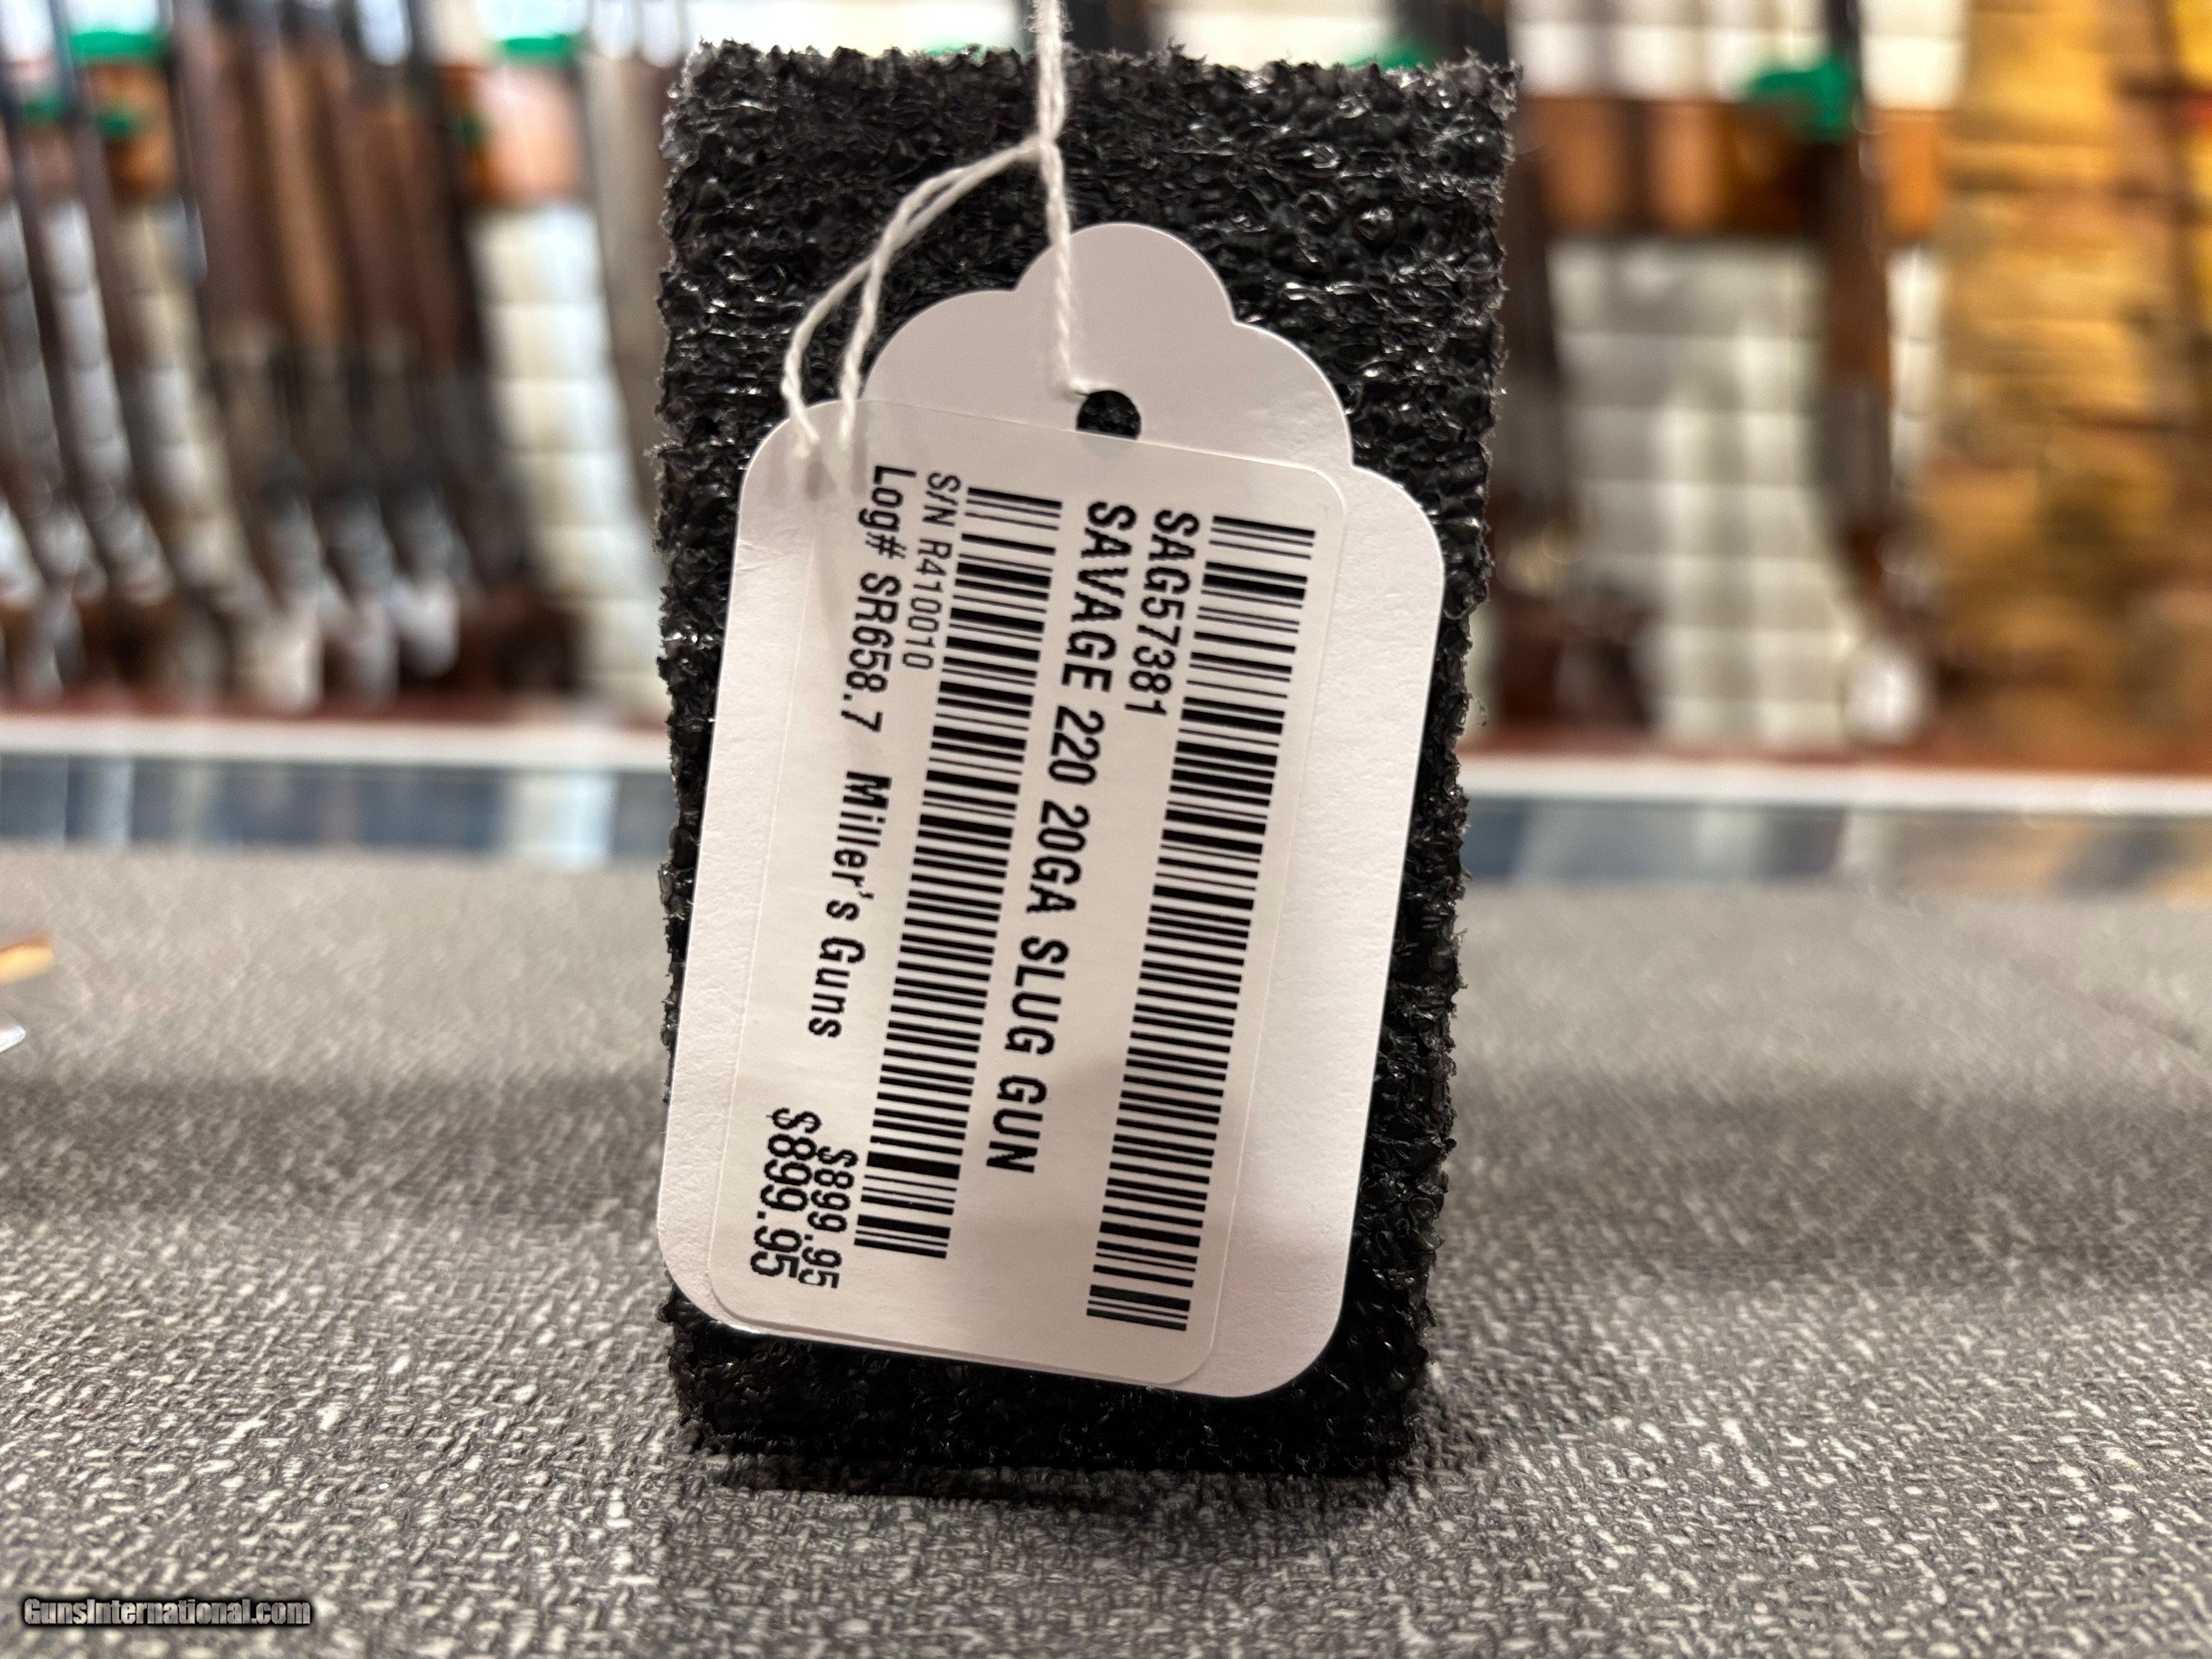 SAG57381
SAVAGE 220 20GA SLUG GUN
S/N R410010
$899.95
Log# SR658.7 Miller's Guns $899.95
GunsInternational.com